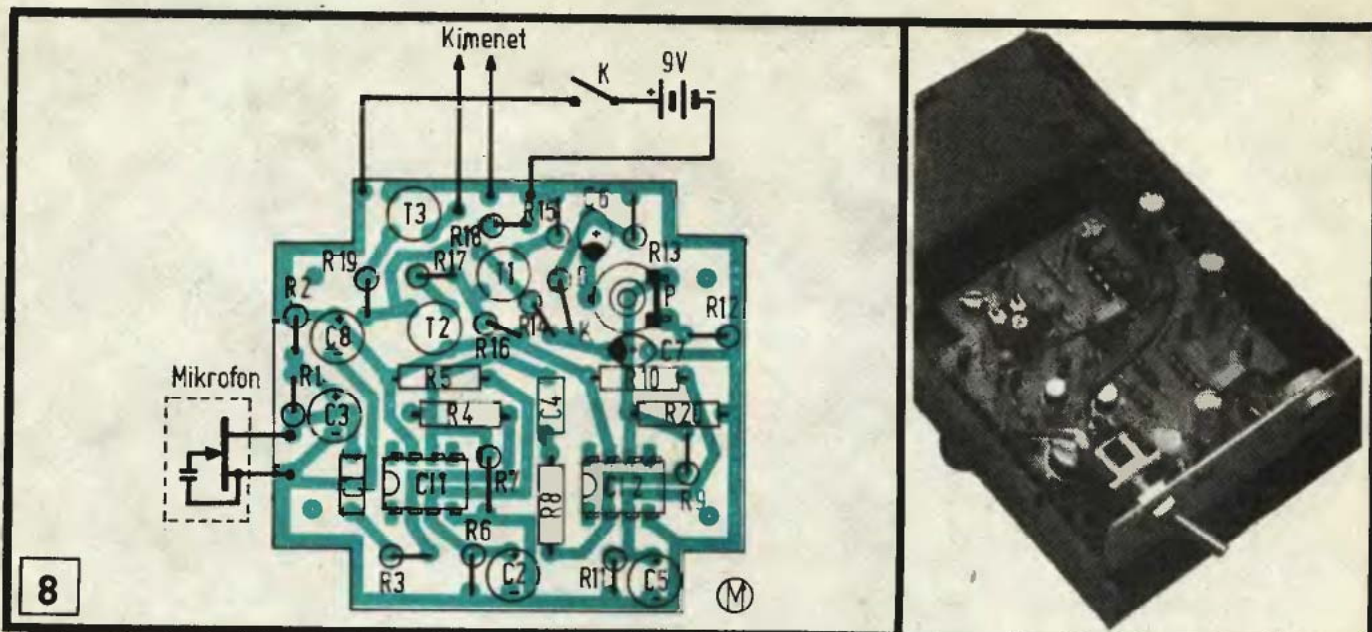 Kimenet
K
9V
+ -
T3
R15
C6
R18
R13
R19
R17
T1
P
R2
R12
C8
T2
R14
K
R16
C7
Mikrofon
R1
R5
R10
C3
R4
C4
R20
CI1
R7
R8
R9
R6
R3
C2
R11
C5
M
8